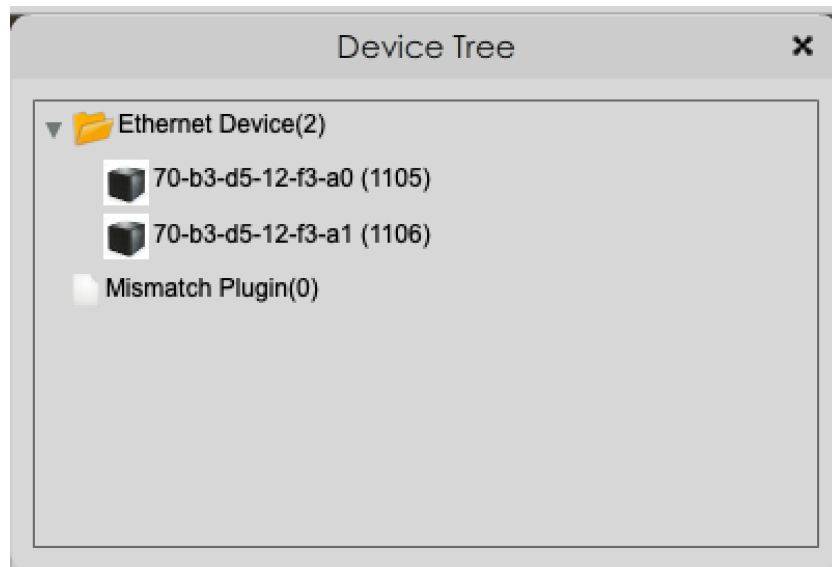 Device Tree
Ethernet Device(2)
70-b3-d5-12-f3-a0 (1105)
70-b3-d5-12-f3-a1 (1106)
Mismatch Plugin(0)